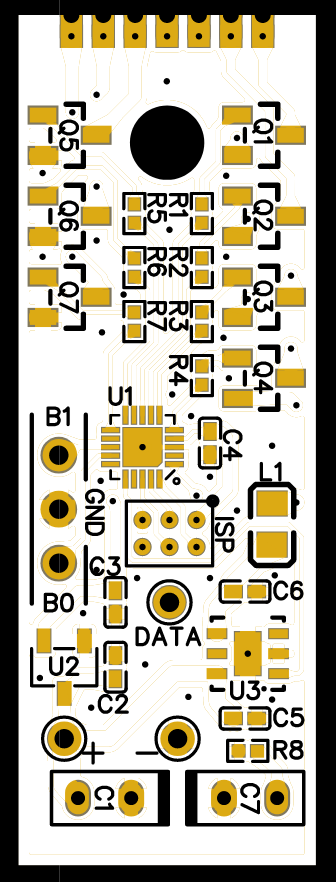 Q5
Q1
R5
R1
Q6
Q2
R6
R2
Q7
Q3
R7
R3
R4
Q4
U1
B1
C4
L1
GND
ISP
C3
C6
B0
DATA
U2
U3
C2
C5
+
−
R8
C1
C7